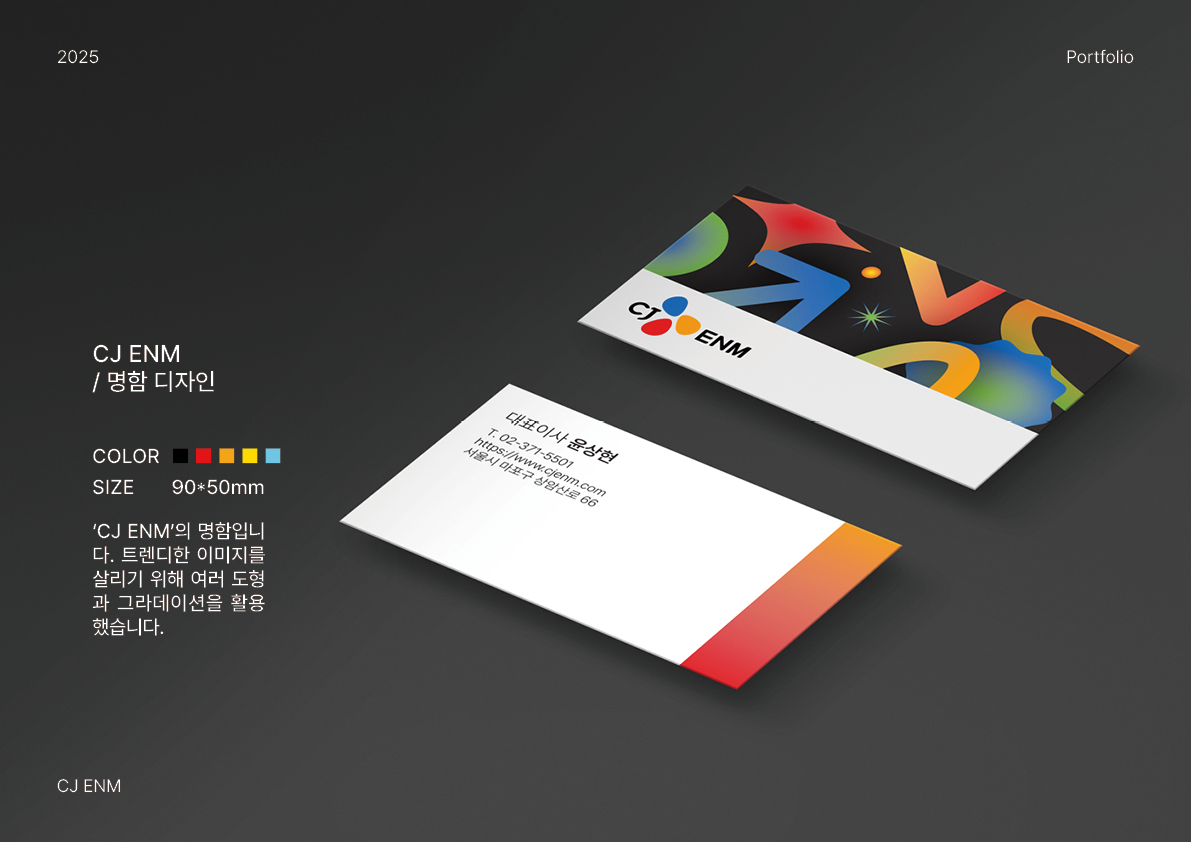 2025
Portfolio
CJ ENM
/ 명함 디자인
COLOR
SIZE 90*50mm
‘CJ ENM’의 명함입니
다. 트렌디한 이미지를
살리기 위해 여러 도형
과 그라데이션을 활용
했습니다.
CJ ENM
대표이사 윤상현
T. 02-371-5501
https://www.cjenm.com
서울시 마포구 상암산로 66
CJ ENM